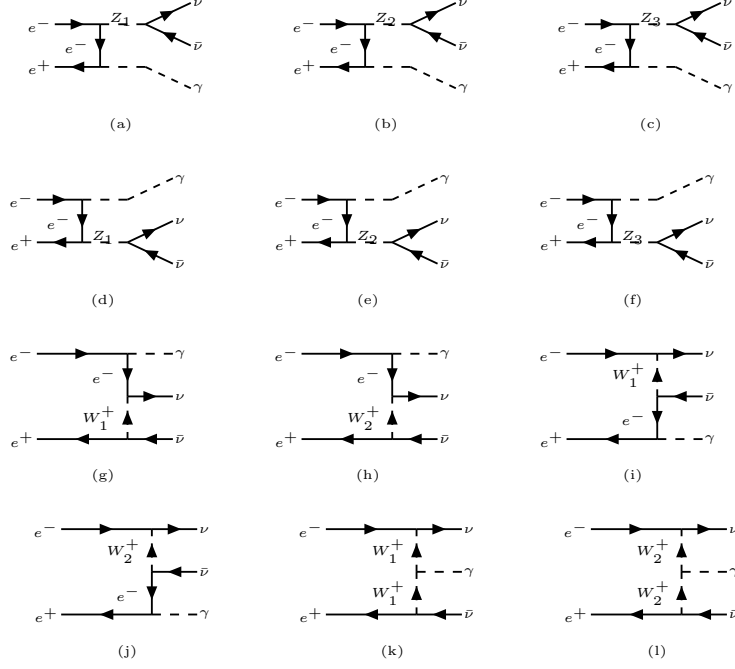 e⁻ Z₁ ν e⁻ Z₂ ν e⁻ Z₃ ν
e⁻ ν̄ e⁻ ν̄ e⁻ ν̄
e⁺ γ e⁺ γ e⁺ γ
(a) (b) (c)
e⁻ γ e⁻ γ e⁻ γ
e⁻ ν e⁻ ν e⁻ ν
e⁺ Z₁ ν̄ e⁺ Z₂ ν̄ e⁺ Z₃ ν̄
(d) (e) (f)
e⁻ γ e⁻ γ e⁻ ν
e⁻ e⁻ W₁⁺
ν ν ν̄
W₁⁺ W₂⁺ e⁻
e⁺ ν̄ e⁺ ν̄ e⁺ γ
(g) (h) (i)
e⁻ ν e⁻ ν e⁻ ν
W₂⁺ W₁⁺ W₂⁺
ν̄ γ γ
e⁻ W₁⁺ W₂⁺
e⁺ γ e⁺ ν̄ e⁺ ν̄
(j) (k) (l)